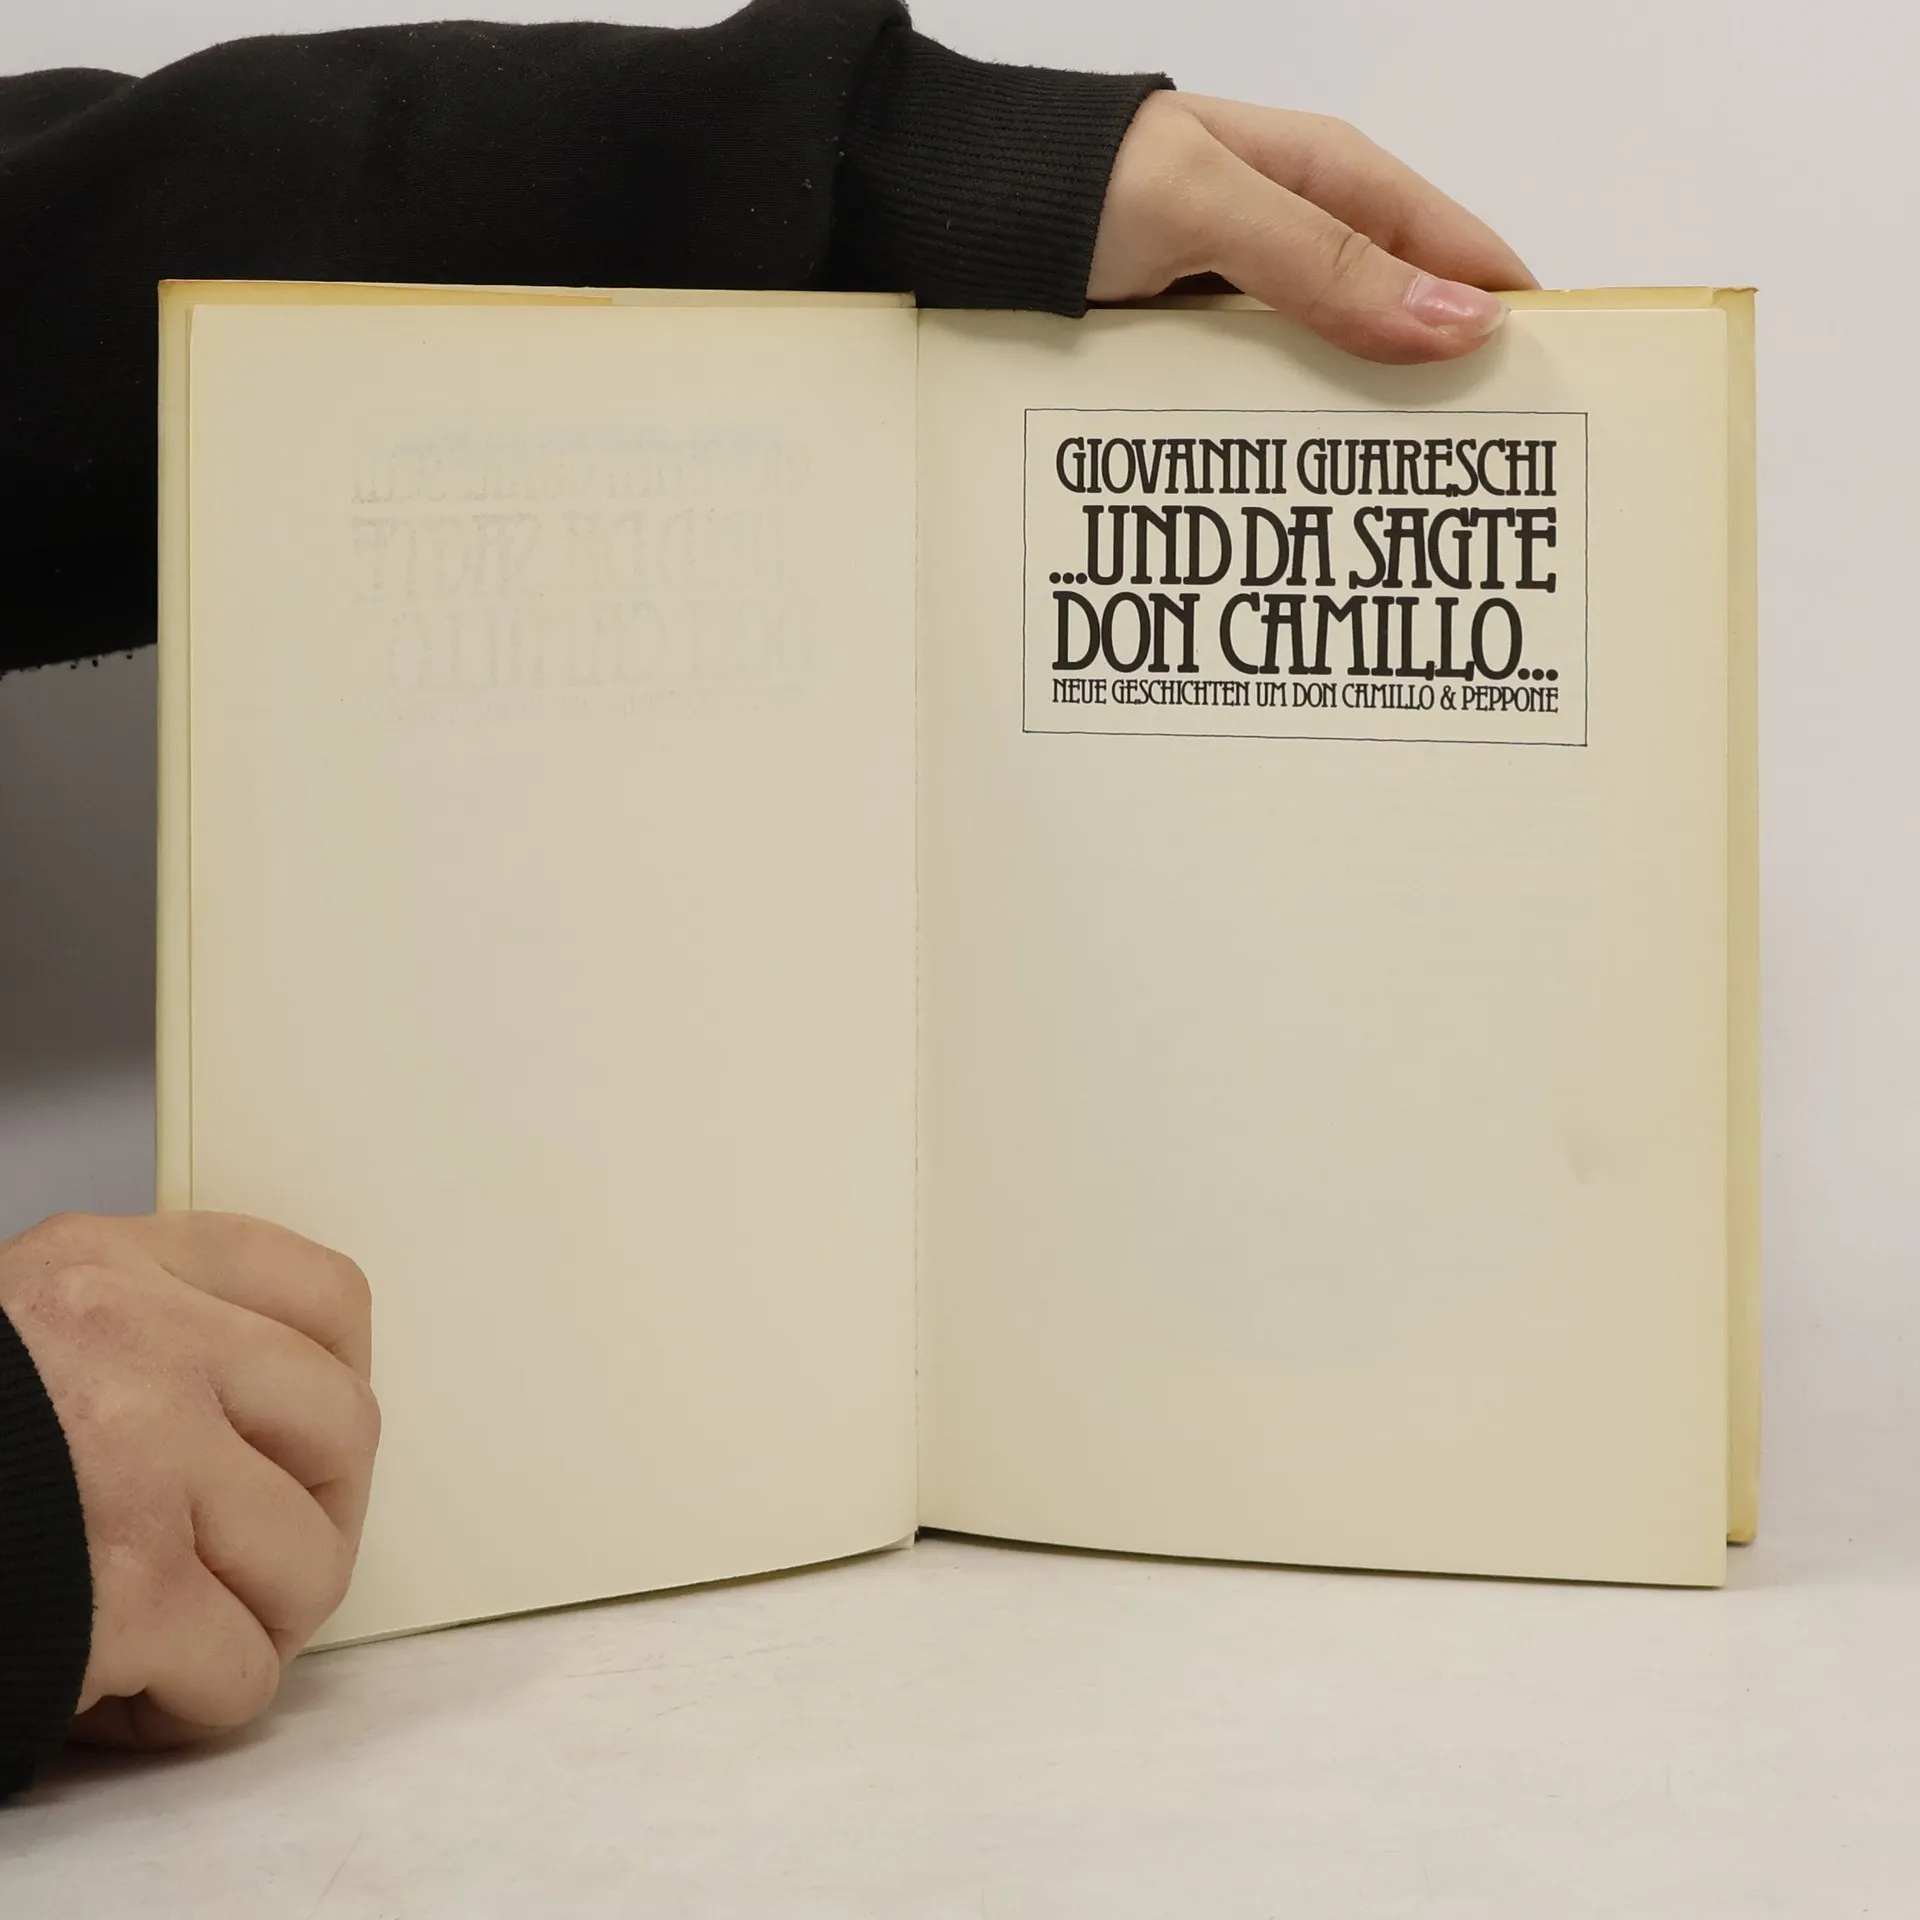 GIOVANNI GUARESCHI
...UND DA SAGTE
DON CAMILLO...
NEUE GESCHICHTEN UM DON CAMILLO & PEPPONE